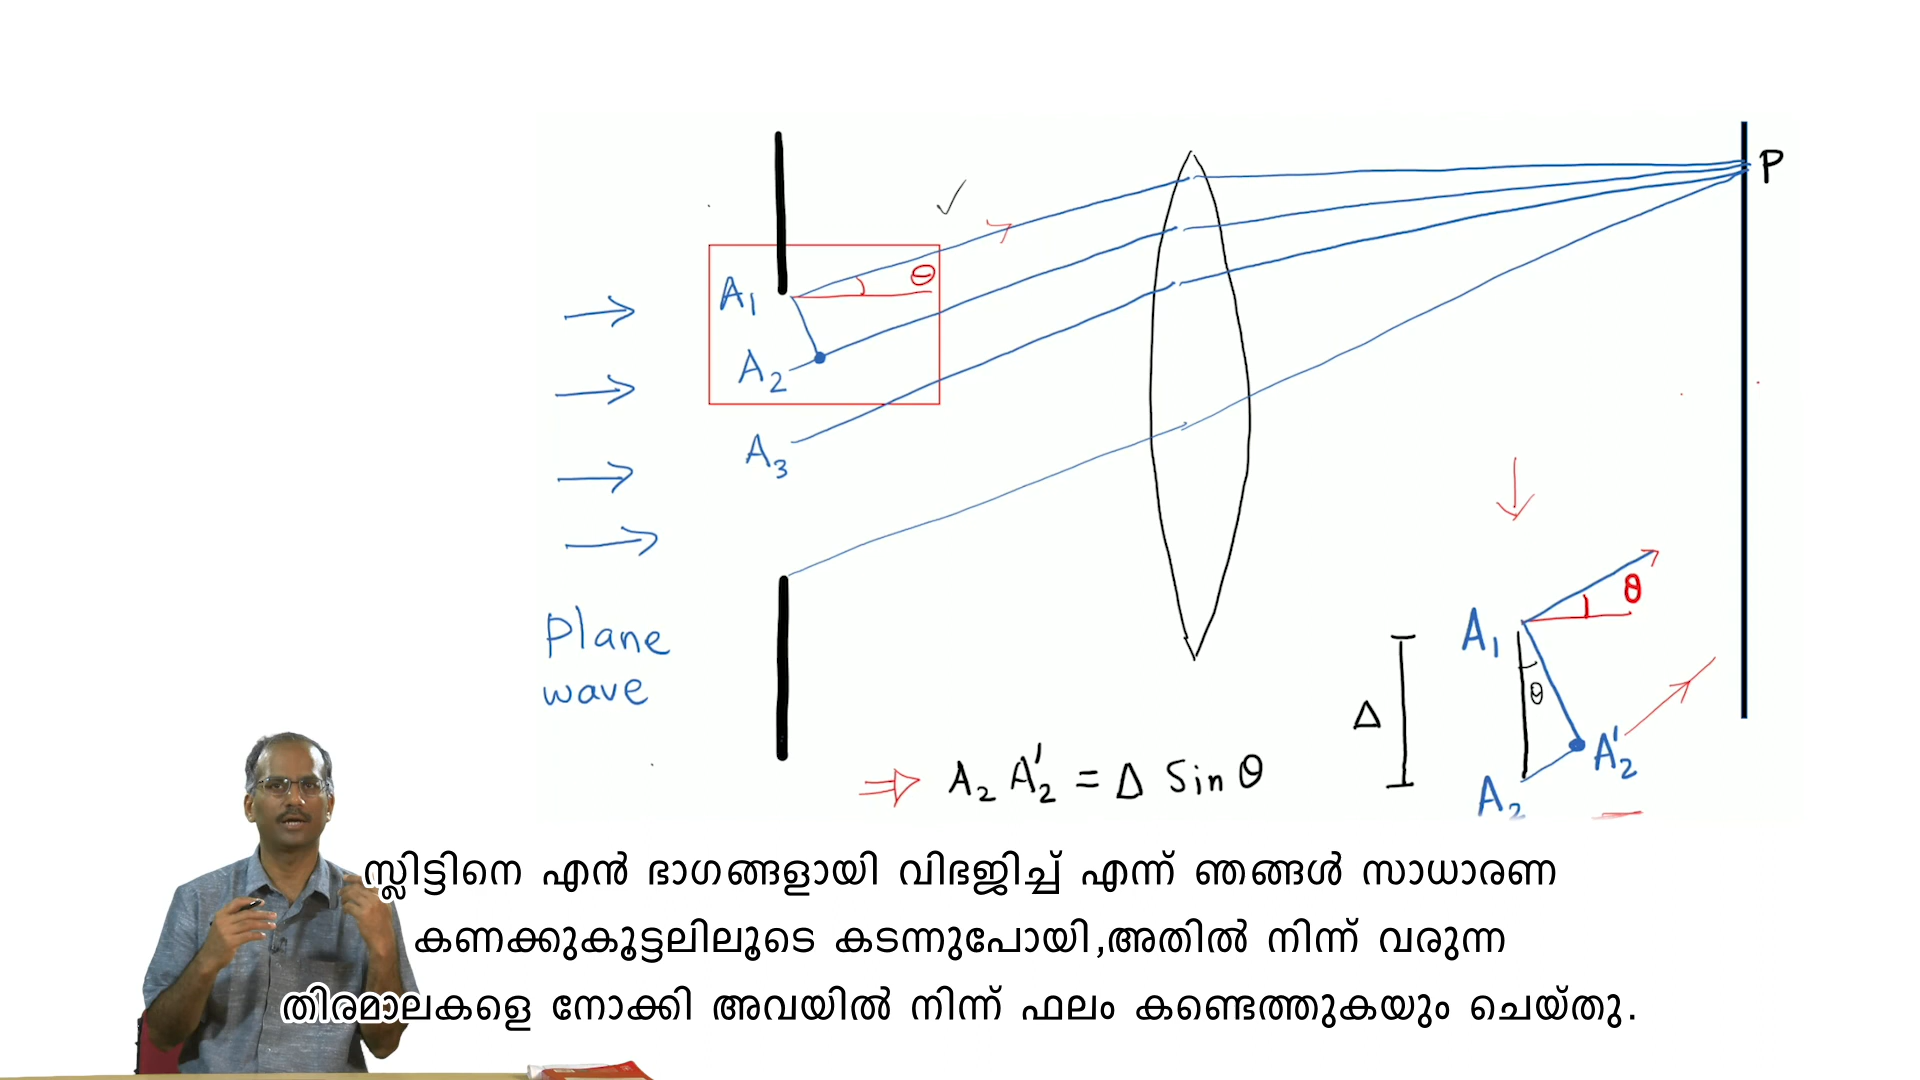 P
A₁ θ
A₂
A₃
Plane
wave
θ
A₁
θ
Δ
A₂'
A₂
⇒ A₂ A₂' = Δ Sin θ
സ്ലിട്ടിനെ എൻ ഭാഗങ്ങളായി വിഭജിച്ച് എന്ന് ഞങ്ങൾ സാധാരണ
കണക്കുകൂട്ടലിലൂടെ കടന്നുപോയി,അതിൽ നിന്ന് വരുന്ന
തിരമാലകളെ നോക്കി അവയിൽ നിന്ന് ഫലം കണ്ടെത്തുകയും ചെയ്തു.